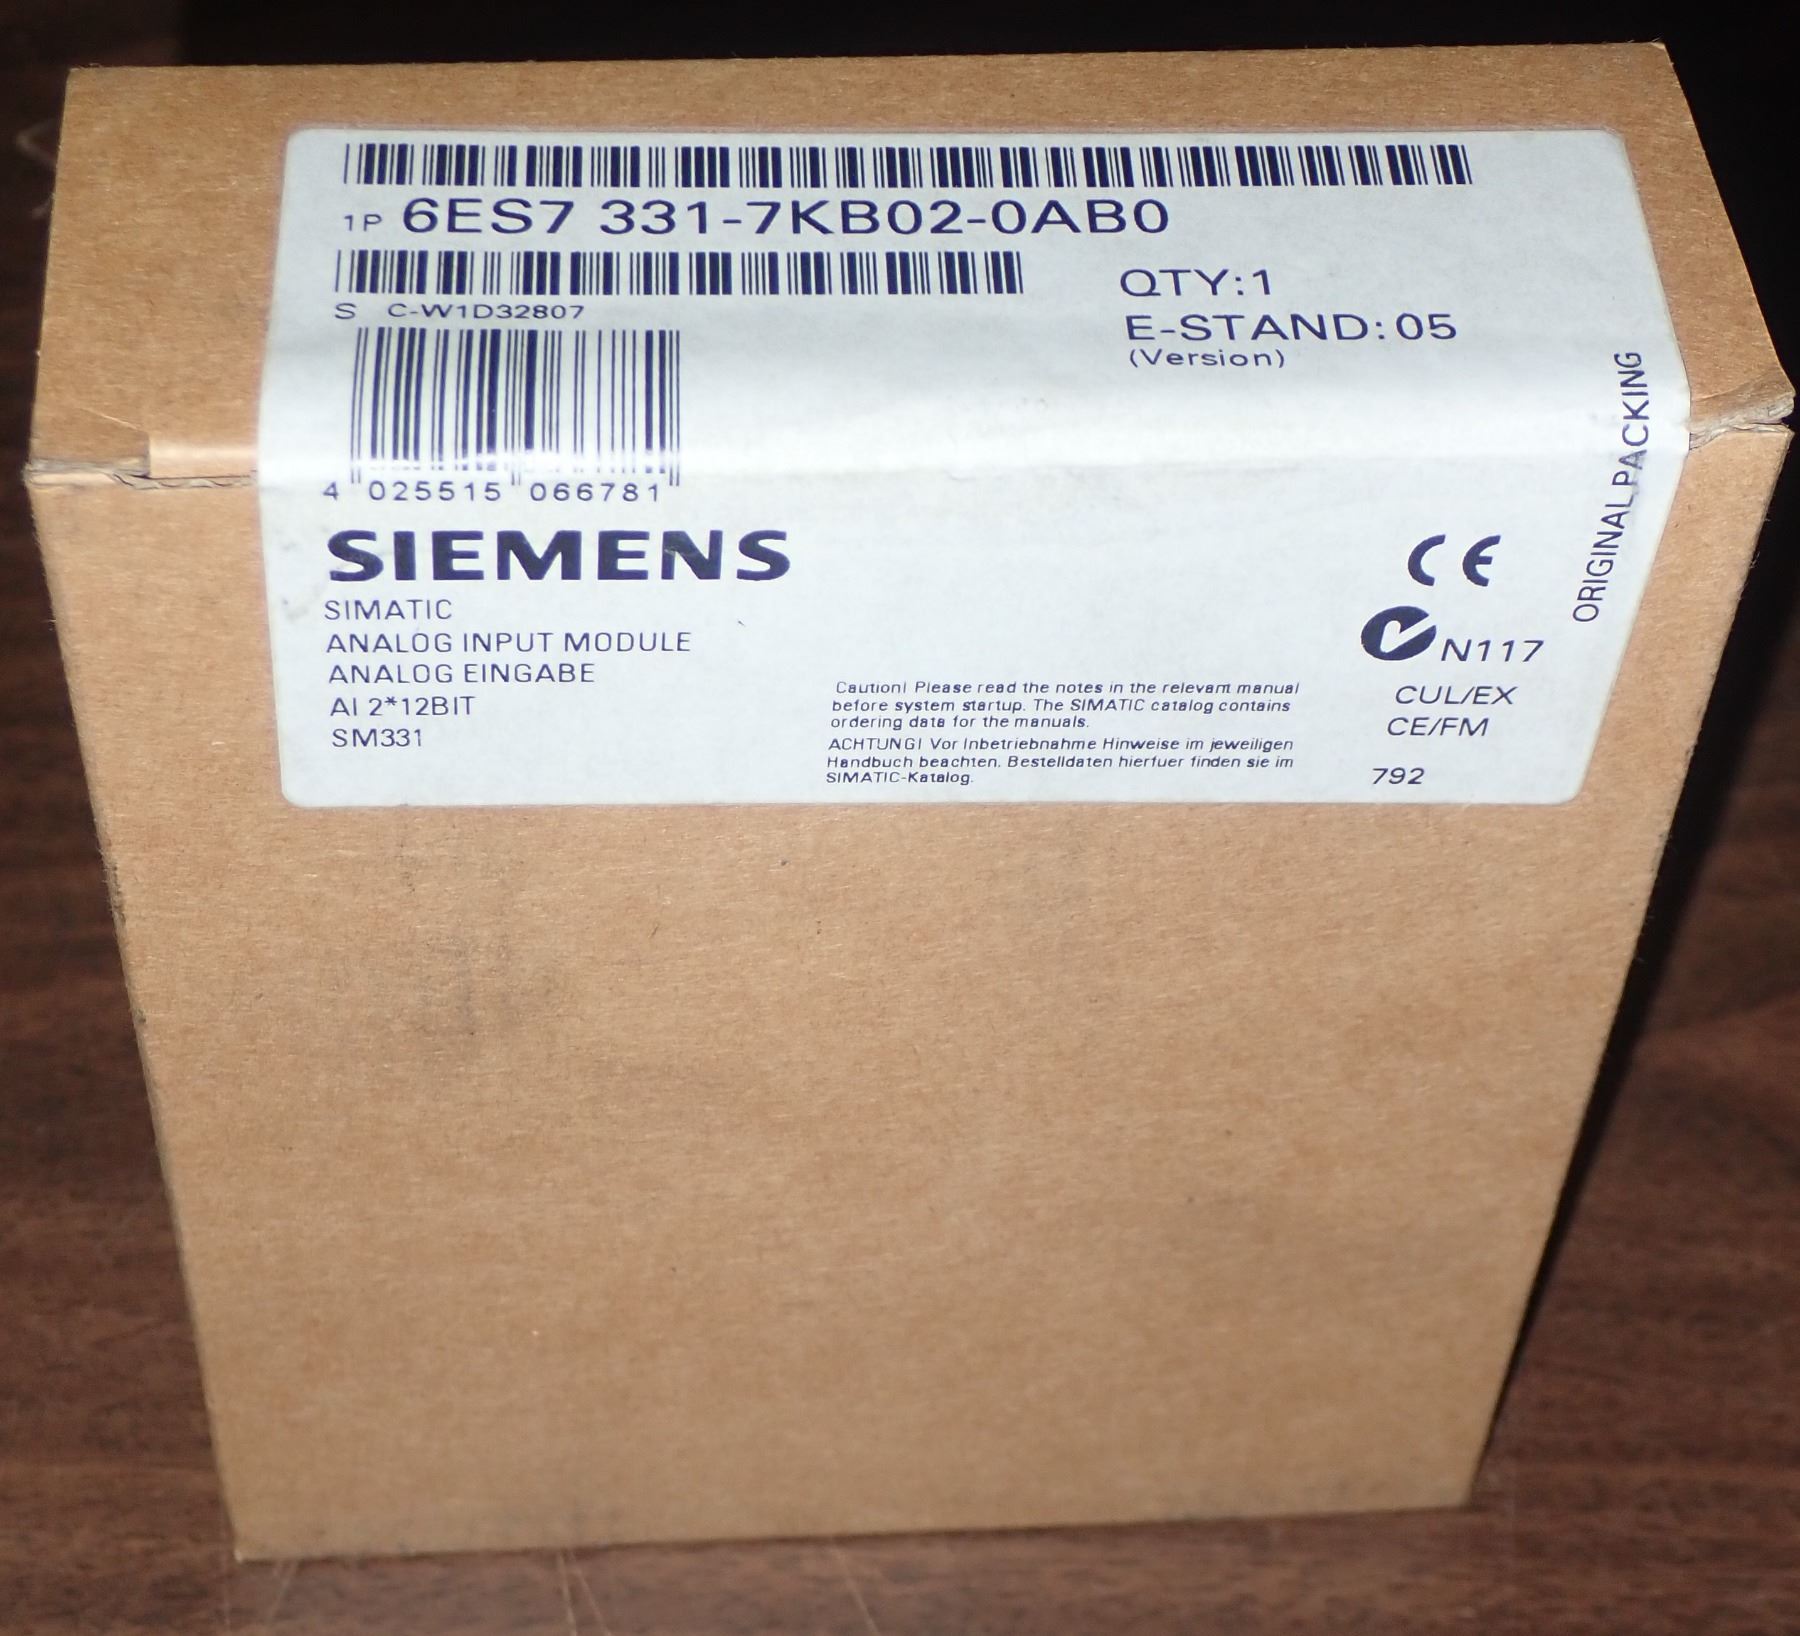 1P 6ES7 331-7KB02-0AB0
S C-W1D32807
QTY:1
E-STAND:05
(Version)
4 025515 066781
ORIGINAL PACKING
SIEMENS
SIMATIC
ANALOG INPUT MODULE
ANALOG EINGABE
AI 2*12BIT
SM331
Caution! Please read the notes in the relevant manual
before system startup. The SIMATIC catalog contains
ordering data for the manuals.
ACHTUNG! Vor Inbetriebnahme Hinweise im jeweiligen
Handbuch beachten. Bestelldaten hierfuer finden sie im
SIMATIC-Katalog.
CE
N117
CUL/EX
CE/FM
792